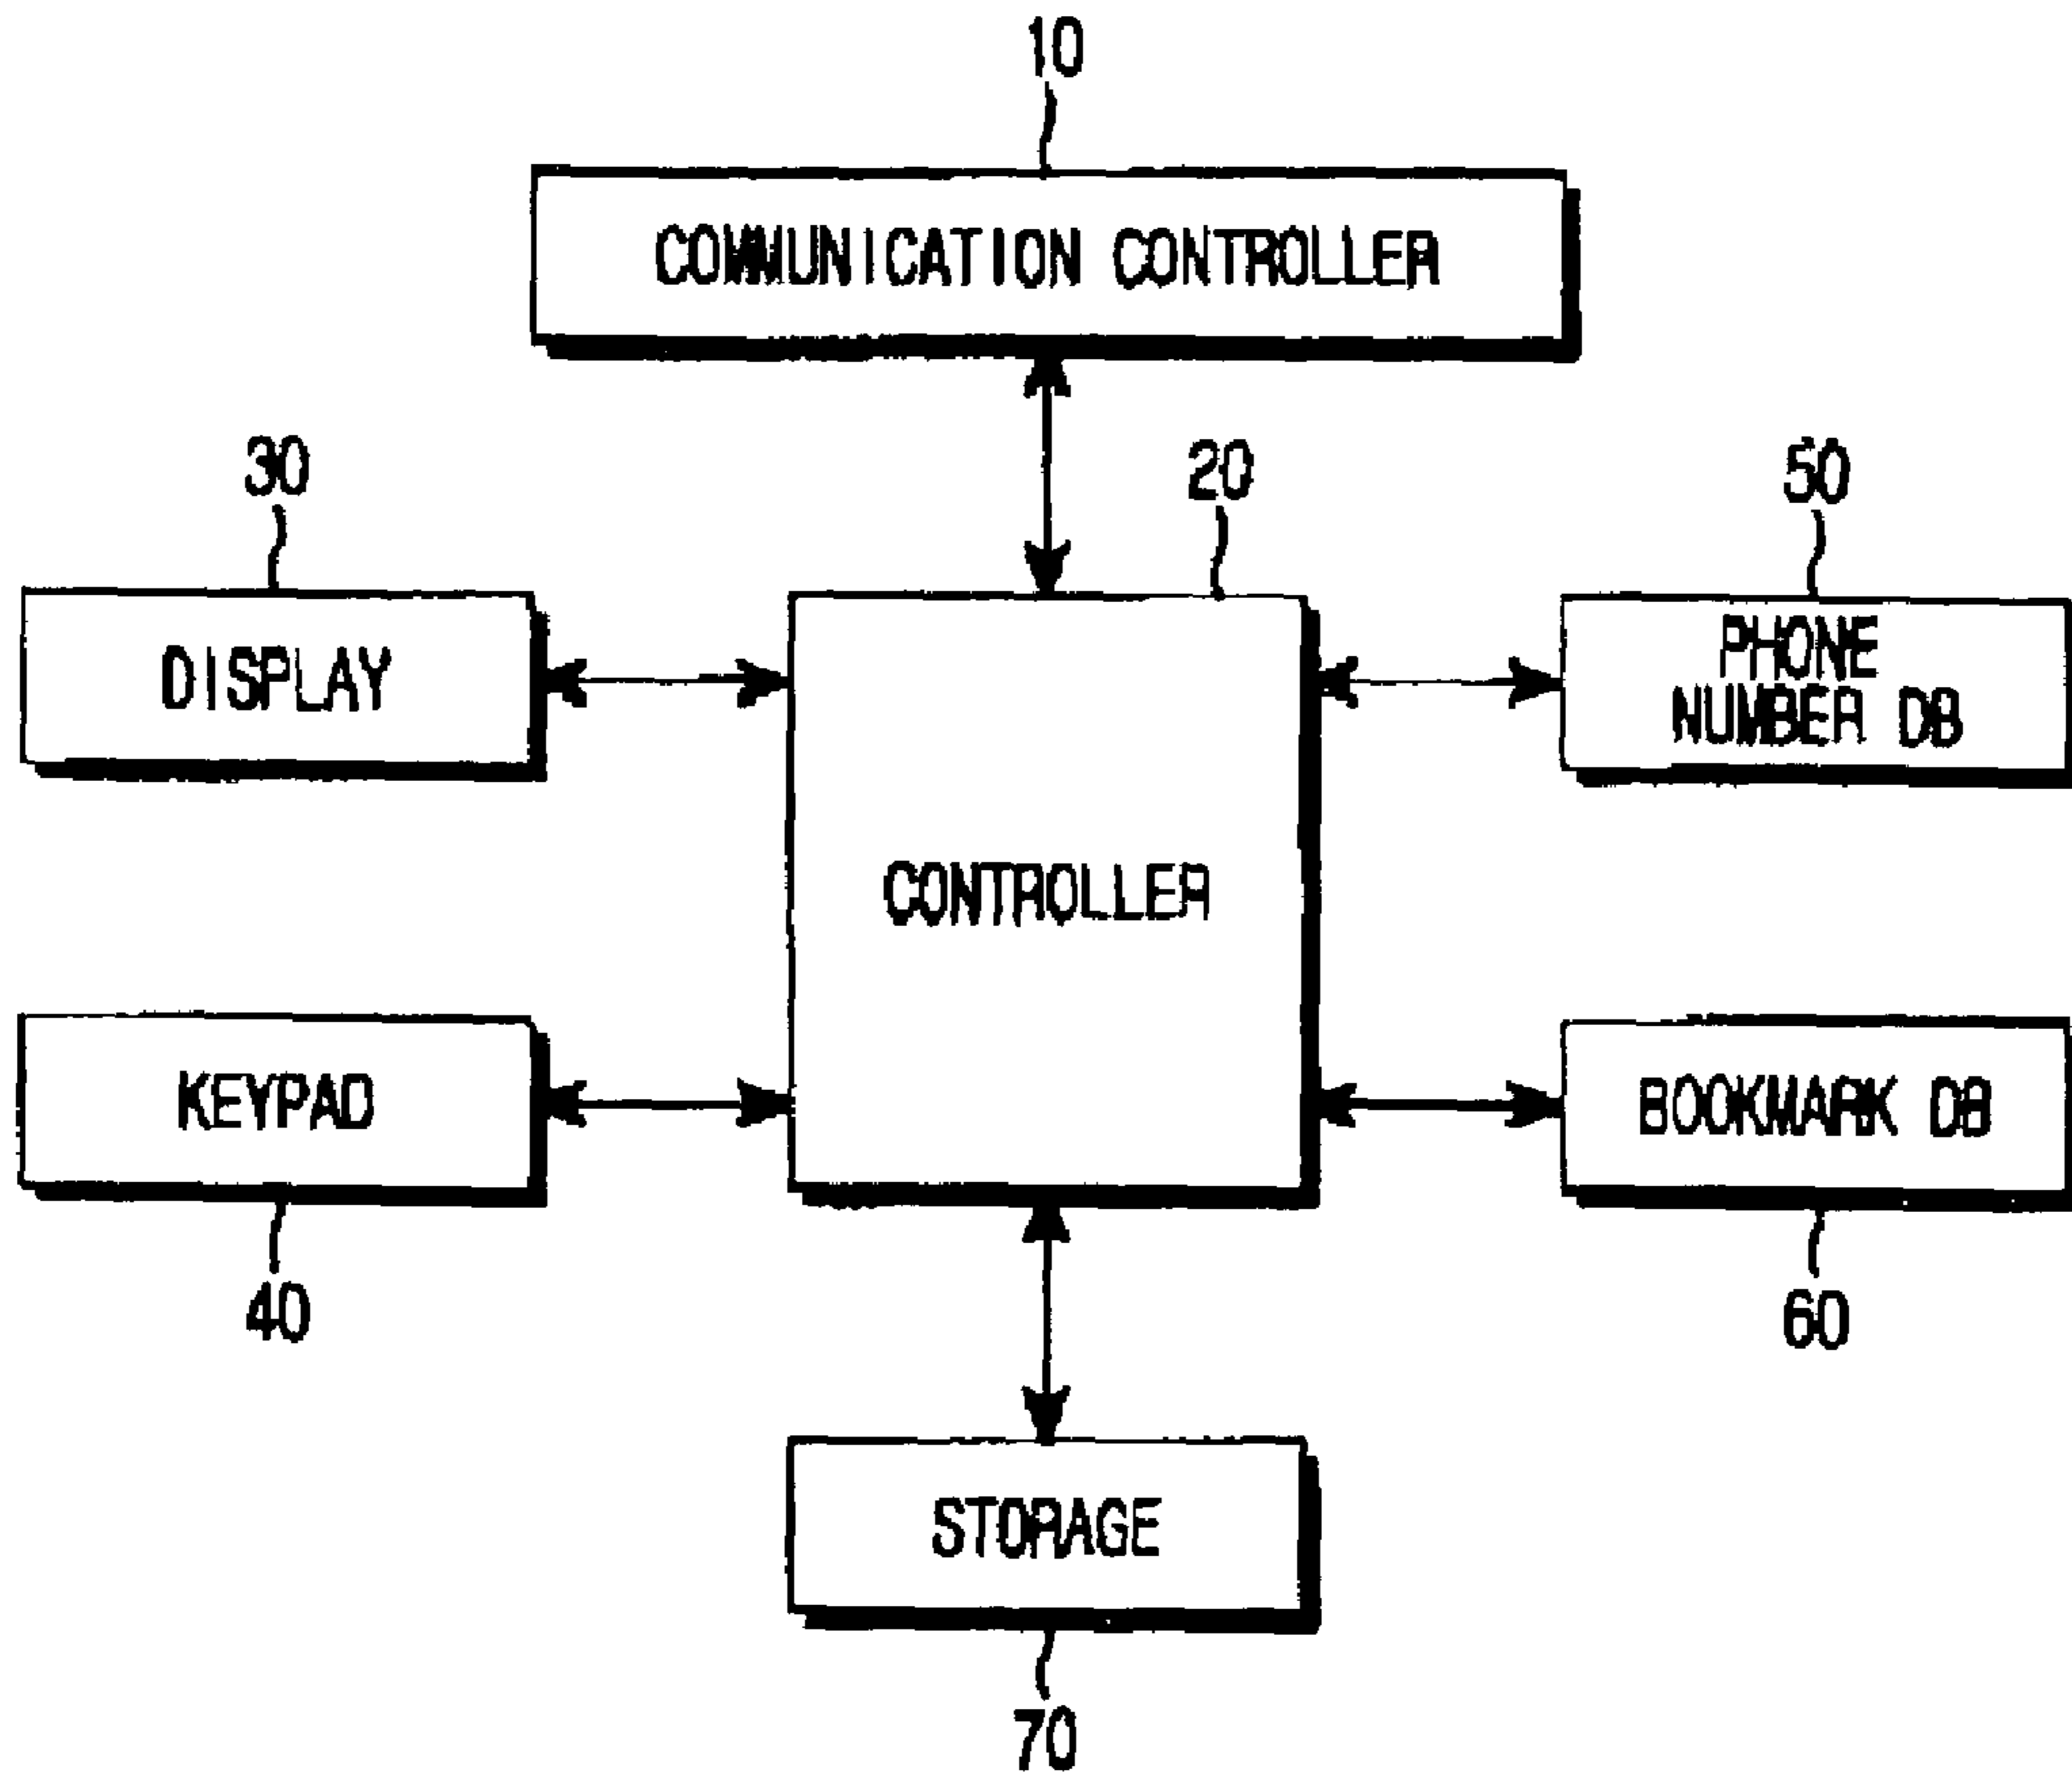 10
COMMUNICATION CONTROLLER
30
20
50
DISPLAY
PHONE
NUMBER DB
CONTROLLER
KEYPAD
BOOKMARK DB
40
60
STORAGE
70